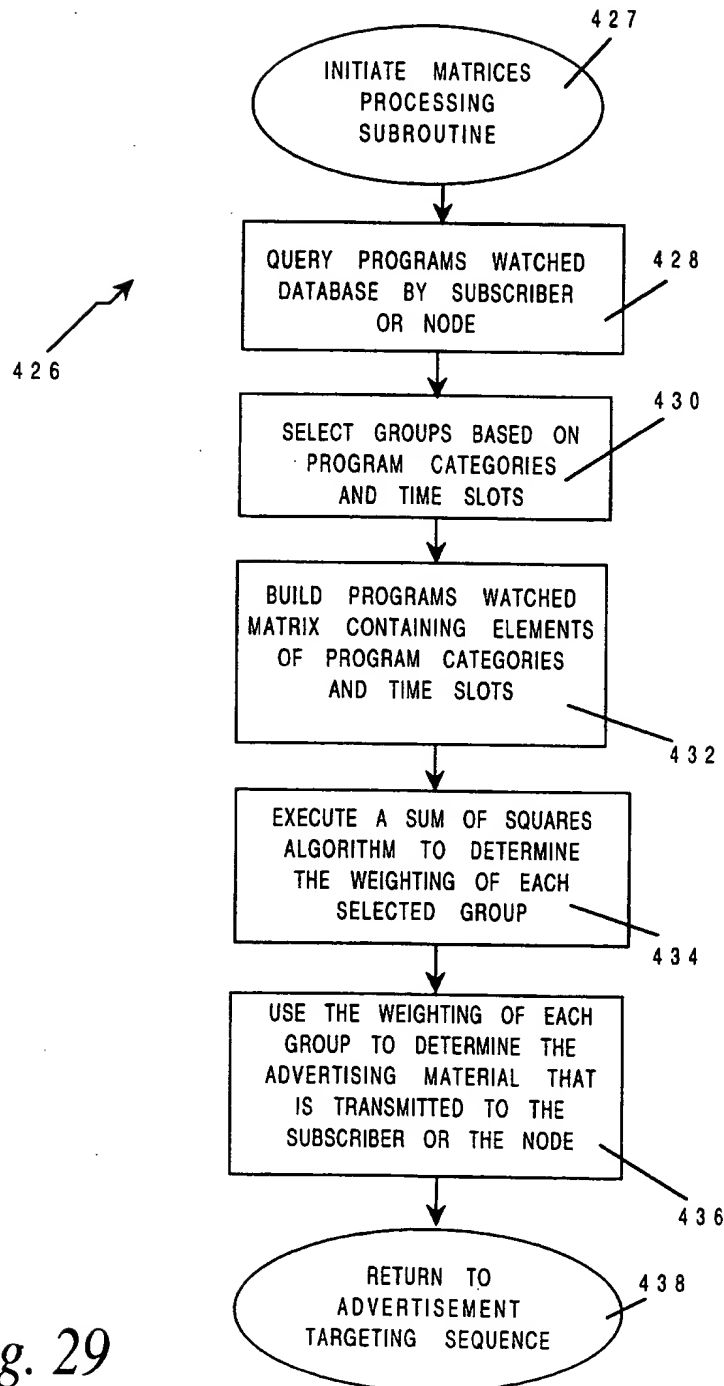 427
INITIATE MATRICES
PROCESSING
SUBROUTINE
QUERY PROGRAMS WATCHED
DATABASE BY SUBSCRIBER
OR NODE
428
426
430
SELECT GROUPS BASED ON
PROGRAM CATEGORIES
AND TIME SLOTS
BUILD PROGRAMS WATCHED
MATRIX CONTAINING ELEMENTS
OF PROGRAM CATEGORIES
AND TIME SLOTS
432
EXECUTE A SUM OF SQUARES
ALGORITHM TO DETERMINE
THE WEIGHTING OF EACH
SELECTED GROUP
434
USE THE WEIGHTING OF EACH
GROUP TO DETERMINE THE
ADVERTISING MATERIAL THAT
IS TRANSMITTED TO THE
SUBSCRIBER OR THE NODE
436
RETURN TO
ADVERTISEMENT
TARGETING SEQUENCE
438
g. 29